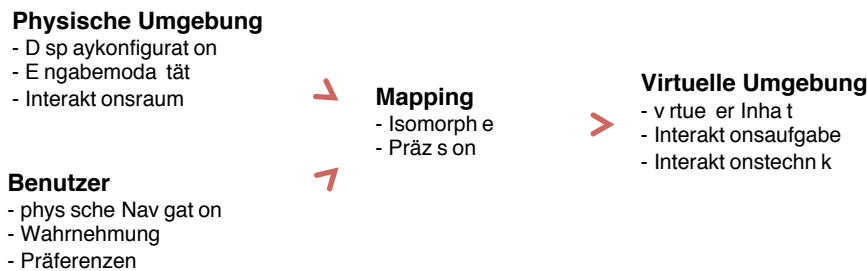 Physische Umgebung
- D sp aykonfigurat on
- E ngabemoda tät
- Interakt onsraum
Mapping
- Isomorph e
- Präz s on
Virtuelle Umgebung
- v rtue er Inha t
- Interakt onsaufgabe
- Interakt onstechn k
Benutzer
- phys sche Nav gat on
- Wahrnehmung
- Präferenzen